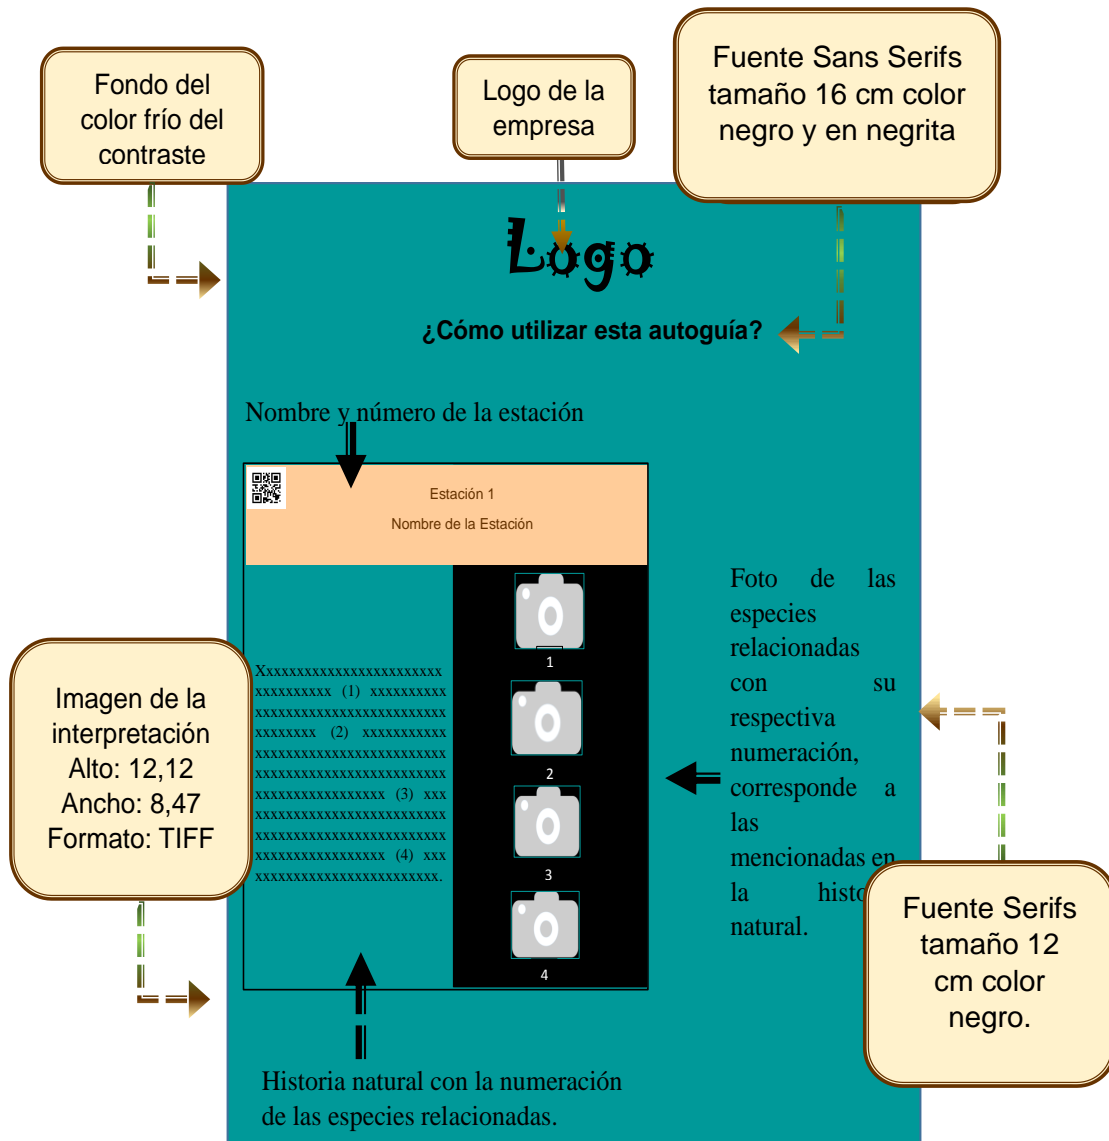 Fondo del
color frío del
contraste
Logo de la
empresa
Fuente Sans Serifs
tamaño 16 cm color
negro y en negrita
Logo
¿Cómo utilizar esta autoguía?
Nombre y número de la estación
Estación 1
Nombre de la Estación
Xxxxxxxxxxxxxxxxxxxxxxxx
xxxxxxxxxx (1) xxxxxxxxxx
xxxxxxxxxxxxxxxxxxxxxxxxx
xxxxxxxx (2) xxxxxxxxxxx
xxxxxxxxxxxxxxxxxxxxxxxxx
xxxxxxxxxxxxxxxxxxxxxxxxx
xxxxxxxxxxxxxxxxx (3) xxx
xxxxxxxxxxxxxxxxxxxxxxxxx
xxxxxxxxxxxxxxxxxxxxxxxxx
xxxxxxxxxxxxxxxxx (4) xxx
xxxxxxxxxxxxxxxxxxxxxxxx.
1
2
3
4
Foto de las
especies
relacionadas
con su
respectiva
numeración,
corresponde a
las
mencionadas en
la
natural.
Imagen de la
interpretación
Alto: 12,12
Ancho: 8,47
Formato: TIFF
Fuente Serifs
tamaño 12
cm color
negro.
Historia natural con la numeración
de las especies relacionadas.